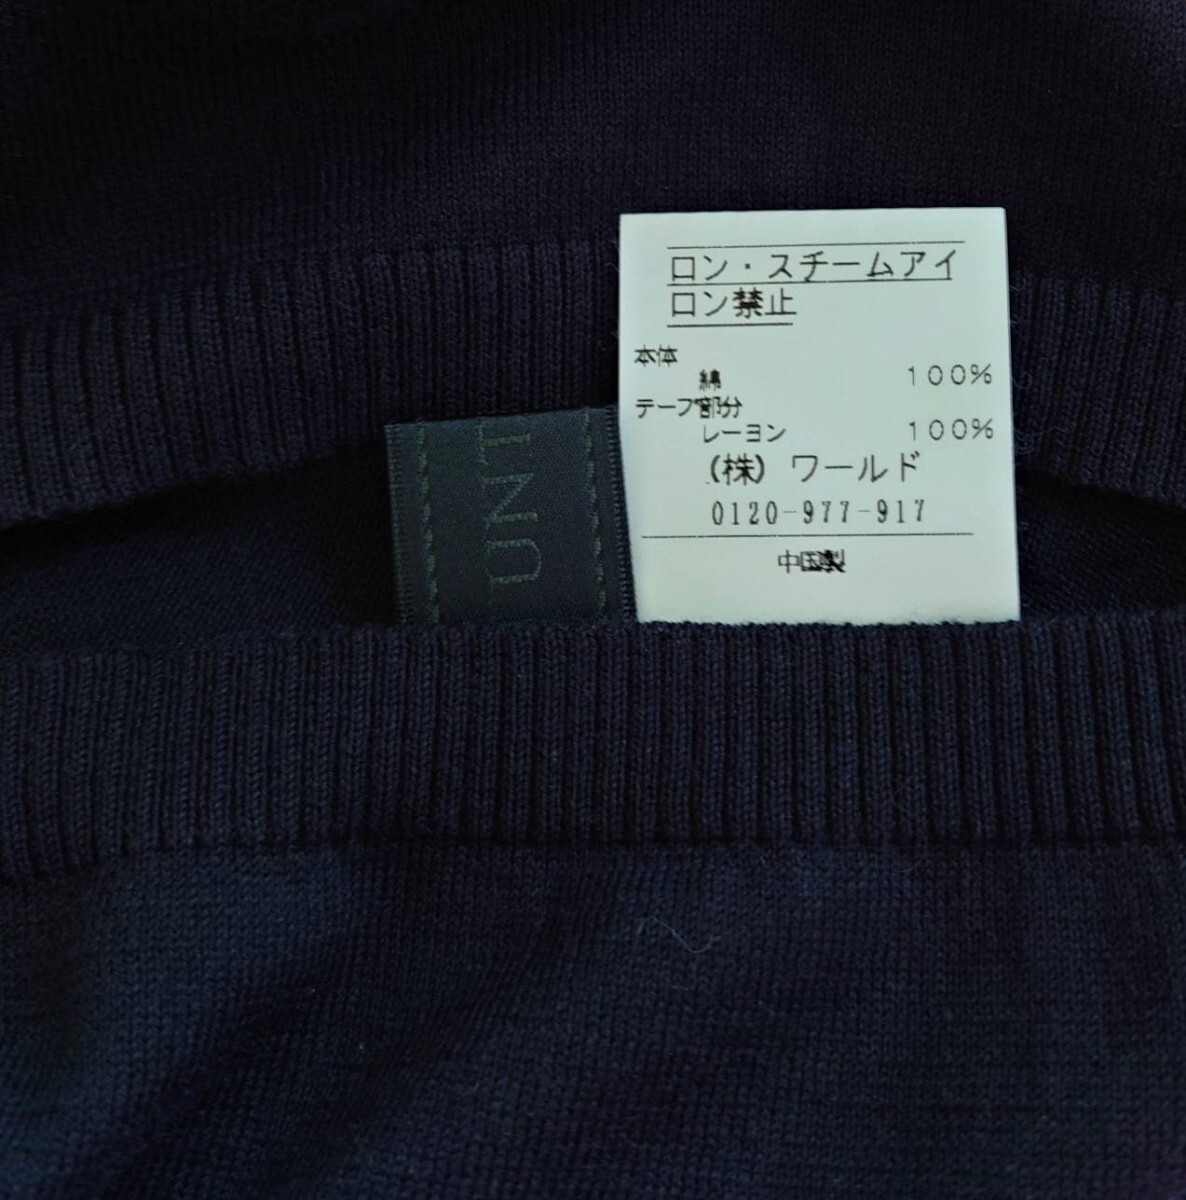 ロン・スチームアイ
ロン禁止
本体
綿 100%
テープ部分
レーヨン 100%
(株) ワールド
0120-977-917
中国製
UNT